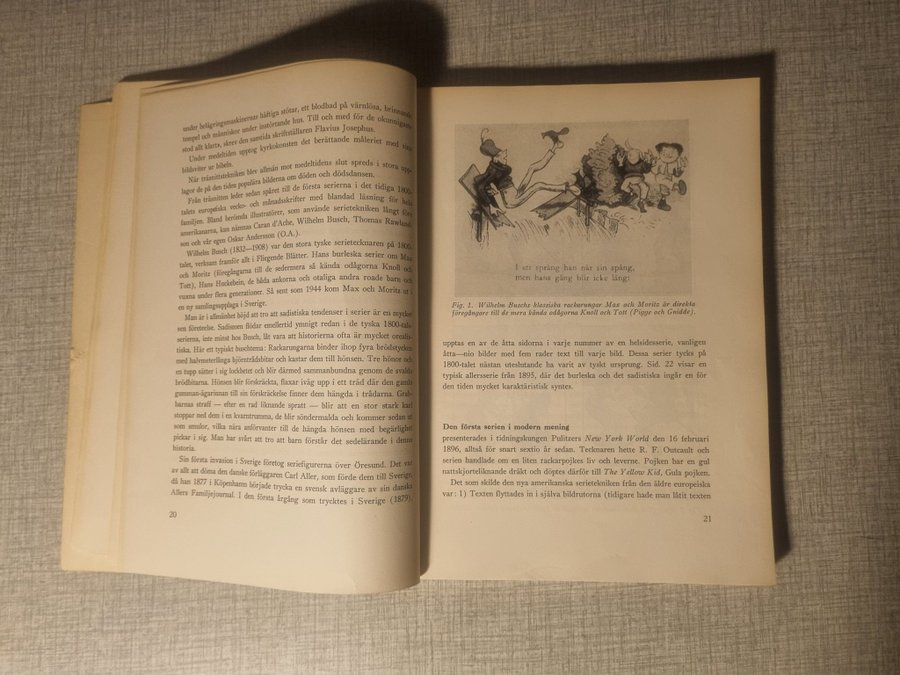 under belägringsmaskinernas häftiga stötar, ett blodbad på värnlösa, brinnande
tempel och människor under instörtande hus. Till och med för de okunnigaste
stod allt klart», skrev den samtida skriftställaren Flavius Josephus.
Under medeltiden upptog kyrkokonsten det berättande måleriet med sina
bildsviter ur bibeln.
När träsnittstekniken blev allmän mot medeltidens slut spreds i stora upp-
lagor de på den tiden populära bilderna om döden och dödsdansen.
Från träsnitten leder sedan spåret till de första serierna i det tidiga 1800-
talets europeiska vecko- och månadsskrifter med blandad läsning för hela
familjen. Bland berömda illustratörer, som använde serietekniken långt före
amerikanarna, kan nämnas Caran d'Ache, Wilhelm Busch, Thomas Rawland-
son och vår egen Oskar Andersson (O.A.).
Wilhelm Busch (1832—1908) var den stora tyske serietecknaren på 1800-
talet, verksam framför allt i Fliegende Blätter. Hans burleska serier om Max
och Moritz (föregångarna till de sedermera så kända odågorna Knoll och
Tott), Hans Huckebein, de båda ankorna och otaliga andra roade barn och
vuxna under flera generationer. Så sent som 1944 kom Max och Moritz ut i
en ny samlingsupplaga i Sverige.
Man är i allmänhet böjd att tro att sadistiska tendenser i serier är en mycket
sen företeelse. Sadismen flödar emellertid ymnigt redan i de tyska 1800-tals-
serierna, inte minst hos Busch, låt vara att historierna ofta är mycket orealis-
tiska. Här ett typiskt buschtema: Rackarungarna binder ihop fyra brödstycken
med halvmeterlånga björntrådsbitar och kastar dem till hönsen. Tre hönor och
en tupp sätter i sig lockbetet och blir därmed sammanbundna genom de svalda
brödbitarna. Hönsen blir förskräckta, flaxar iväg upp i ett träd där den gamla
gumman-ägarinnan till sin förskräckelse finner dem hängda i trådarna. Grab-
barnas straff — efter en rad liknande spratt — blir att en stor stark karl
stoppar ned dem i en kvarntrumma, de blir söndermalda och kommer sedan ut
som smulor, vilka nära anförvanter till de hängda hönsen med begärlighet
pickar i sig. Man har svårt att tro att barn förstår det sedelärande i denna
historia.
Sin första invasion i Sverige företog seriefigurerna över Öresund. Det var
av allt att döma den danske förläggaren Carl Aller, som förde dem till Sverige,
då han 1877 i Köpenhamn började trycka en svensk avläggare av sin danska
Allers Familjejournal. I den första årgång som trycktes i Sverige (1879),
20
I ett språng han når sin spång,
men hans gång blir icke lång;
Fig. 1. Wilhelm Buschs klassiska rackarungar Max och Moritz är direkta
föregångare till de mera kända odågorna Knoll och Tott (Pigge och Gnidde).
upptas en av de åtta sidorna i varje nummer av en helsidesserie, vanligen
åtta—nio bilder med fem rader text till varje bild. Dessa serier tycks på
1800-talet nästan uteslutande ha varit av tyskt ursprung. Sid. 22 visar en
typisk allersserie från 1895, där det burleska och det sadistiska ingår en för
den tiden mycket karaktäristisk syntes.
Den första serien i modern mening
presenterades i tidningskungen Pulitzers New York World den 16 februari
1896, alltså för snart sextio år sedan. Tecknaren hette R. F. Outcault och
serien handlade om en liten rackarpojkes liv och leverne. Pojken bar en gul
nattskjorteliknande dräkt och döptes därför till The Yellow Kid, Gula pojken.
Det som skilde den nya amerikanska serietekniken från den äldre europeiska
var: 1) Texten flyttades in i själva bildrutorna (tidigare hade man låtit texten
21